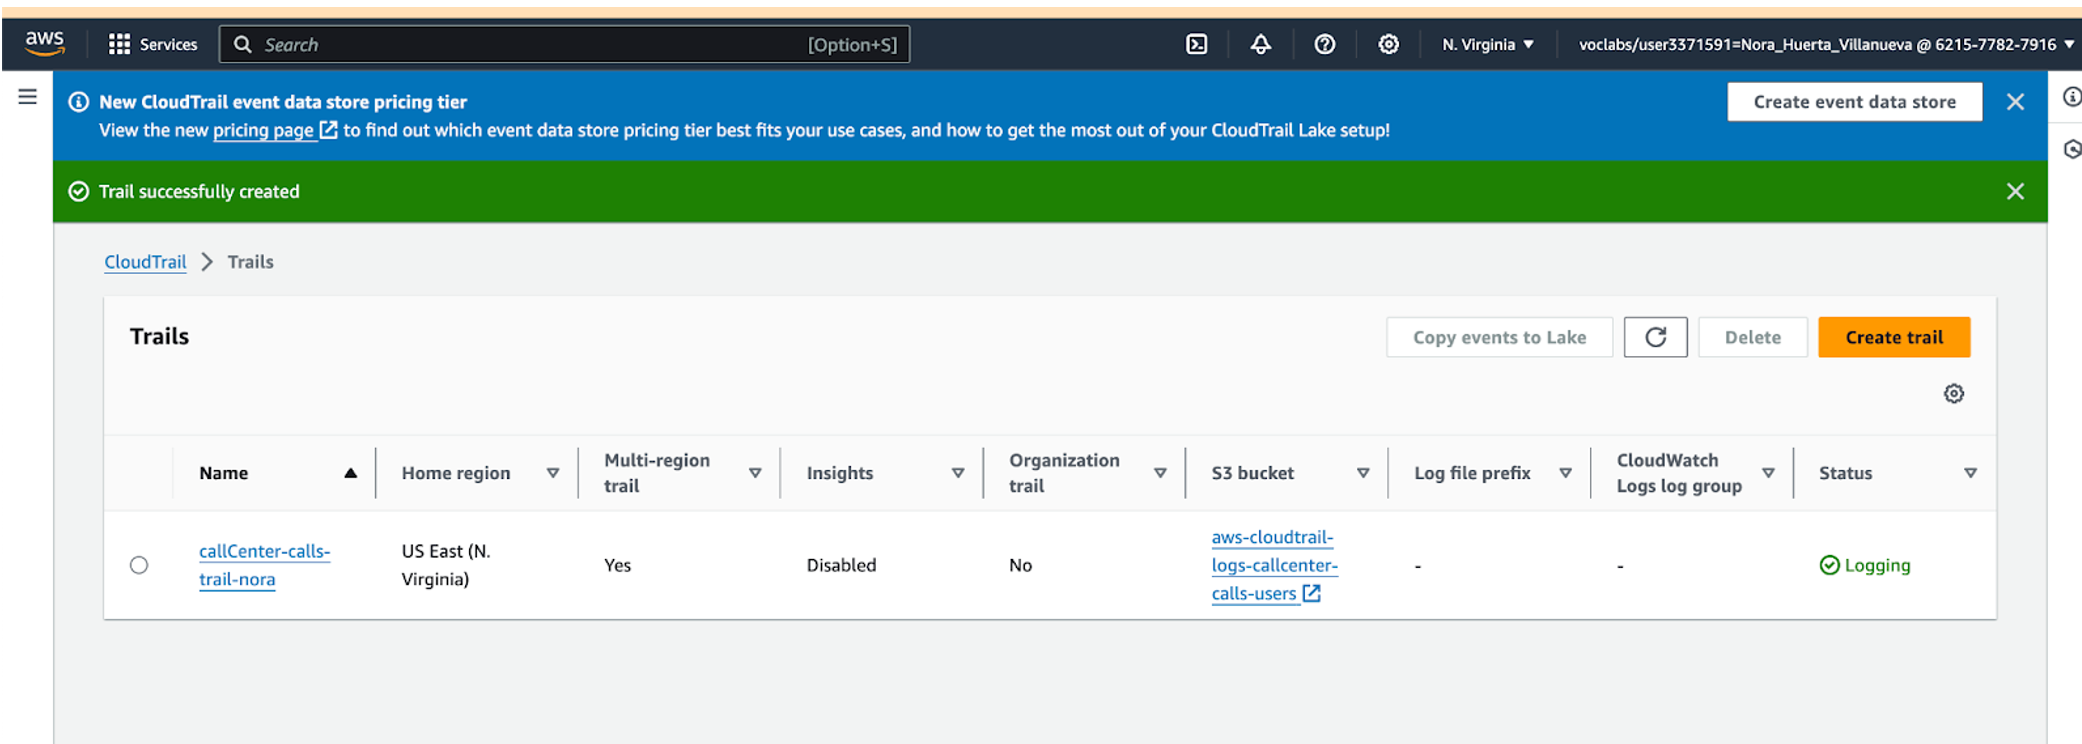 aws
Services
Search
[Option+S]
N. Virginia
voclabs/user3371591=Nora_Huerta_Villanueva @ 6215-7782-7916
New CloudTrail event data store pricing tier
View the new pricing page to find out which event data store pricing tier best fits your use cases, and how to get the most out of your CloudTrail Lake setup!
Create event data store
Trail successfully created
CloudTrail
Trails
Trails
Copy events to Lake
Delete
Create trail
Name
Home region
Multi-region
trail
Insights
Organization
trail
S3 bucket
Log file prefix
CloudWatch
Logs log group
Status
callCenter-calls-
trail-nora
US East (N.
Virginia)
Yes
Disabled
No
aws-cloudtrail-
logs-callcenter-
calls-users
-
-
Logging